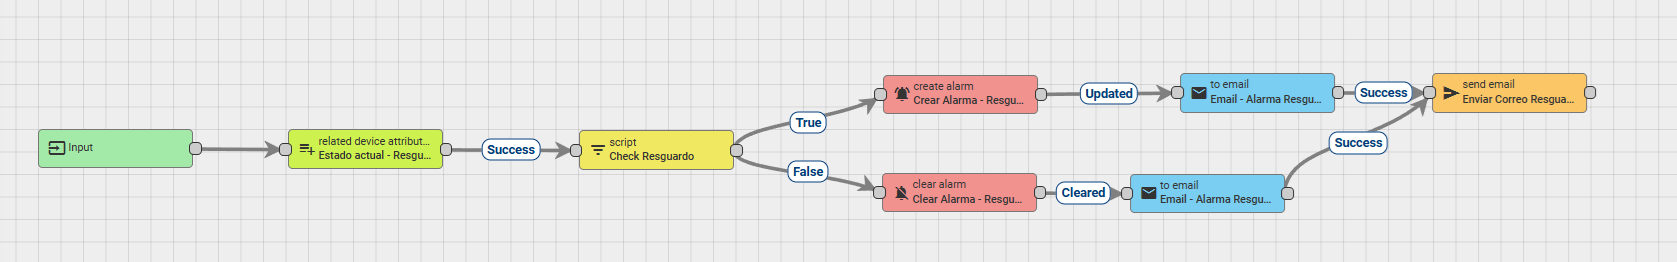 Input
related device attribut...
Estado actual - Resgu...
Success
script
Check Resguardo
True
False
create alarm
Crear Alarma - Resgu...
Updated
to email
Email - Alarma Resgu...
Success
send email
Enviar Correo Resgua...
clear alarm
Clear Alarma - Resgu...
Cleared
to email
Email - Alarma Resgu...
Success